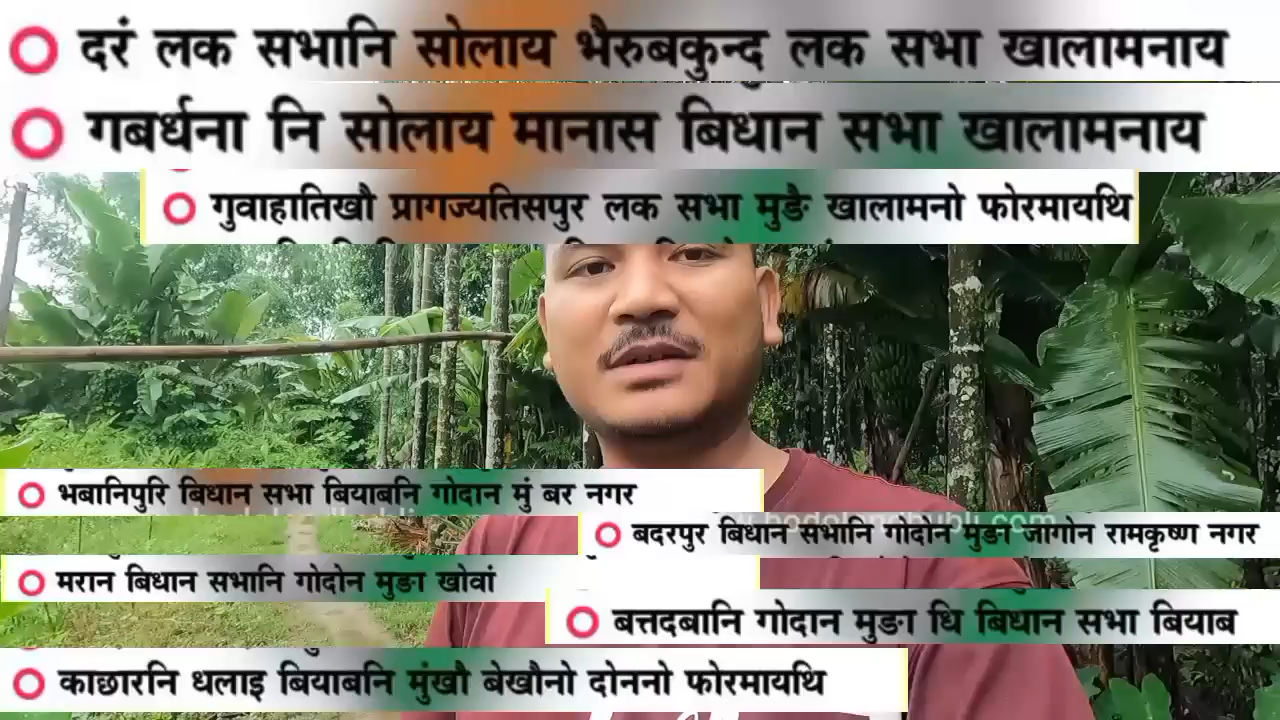 दरं लक सभानि सोलाय भैरुबकुन्द लक सभा खालामनाय
गबर्धना नि सोलाय मानास बिधान सभा खालामनाय
गुवाहातिखौ प्रागज्यतिसपुर लक सभा मुङै खालामनो फोरमायथि
भबानिपुरि बिधान सभा बियाबनि गोदान मुं बर नगर
बदरपुर बिधान सभानि गोदोन मुङा जागोन रामकृष्ण नगर
मरान बिधान सभानि गोदोन मुङा खोवां
बत्तदबानि गोदान मुङा धि बिधान सभा बियाब
काछारनि धलाइ बियाबनि मुंखौ बेखौनो दोननो फोरमायथि